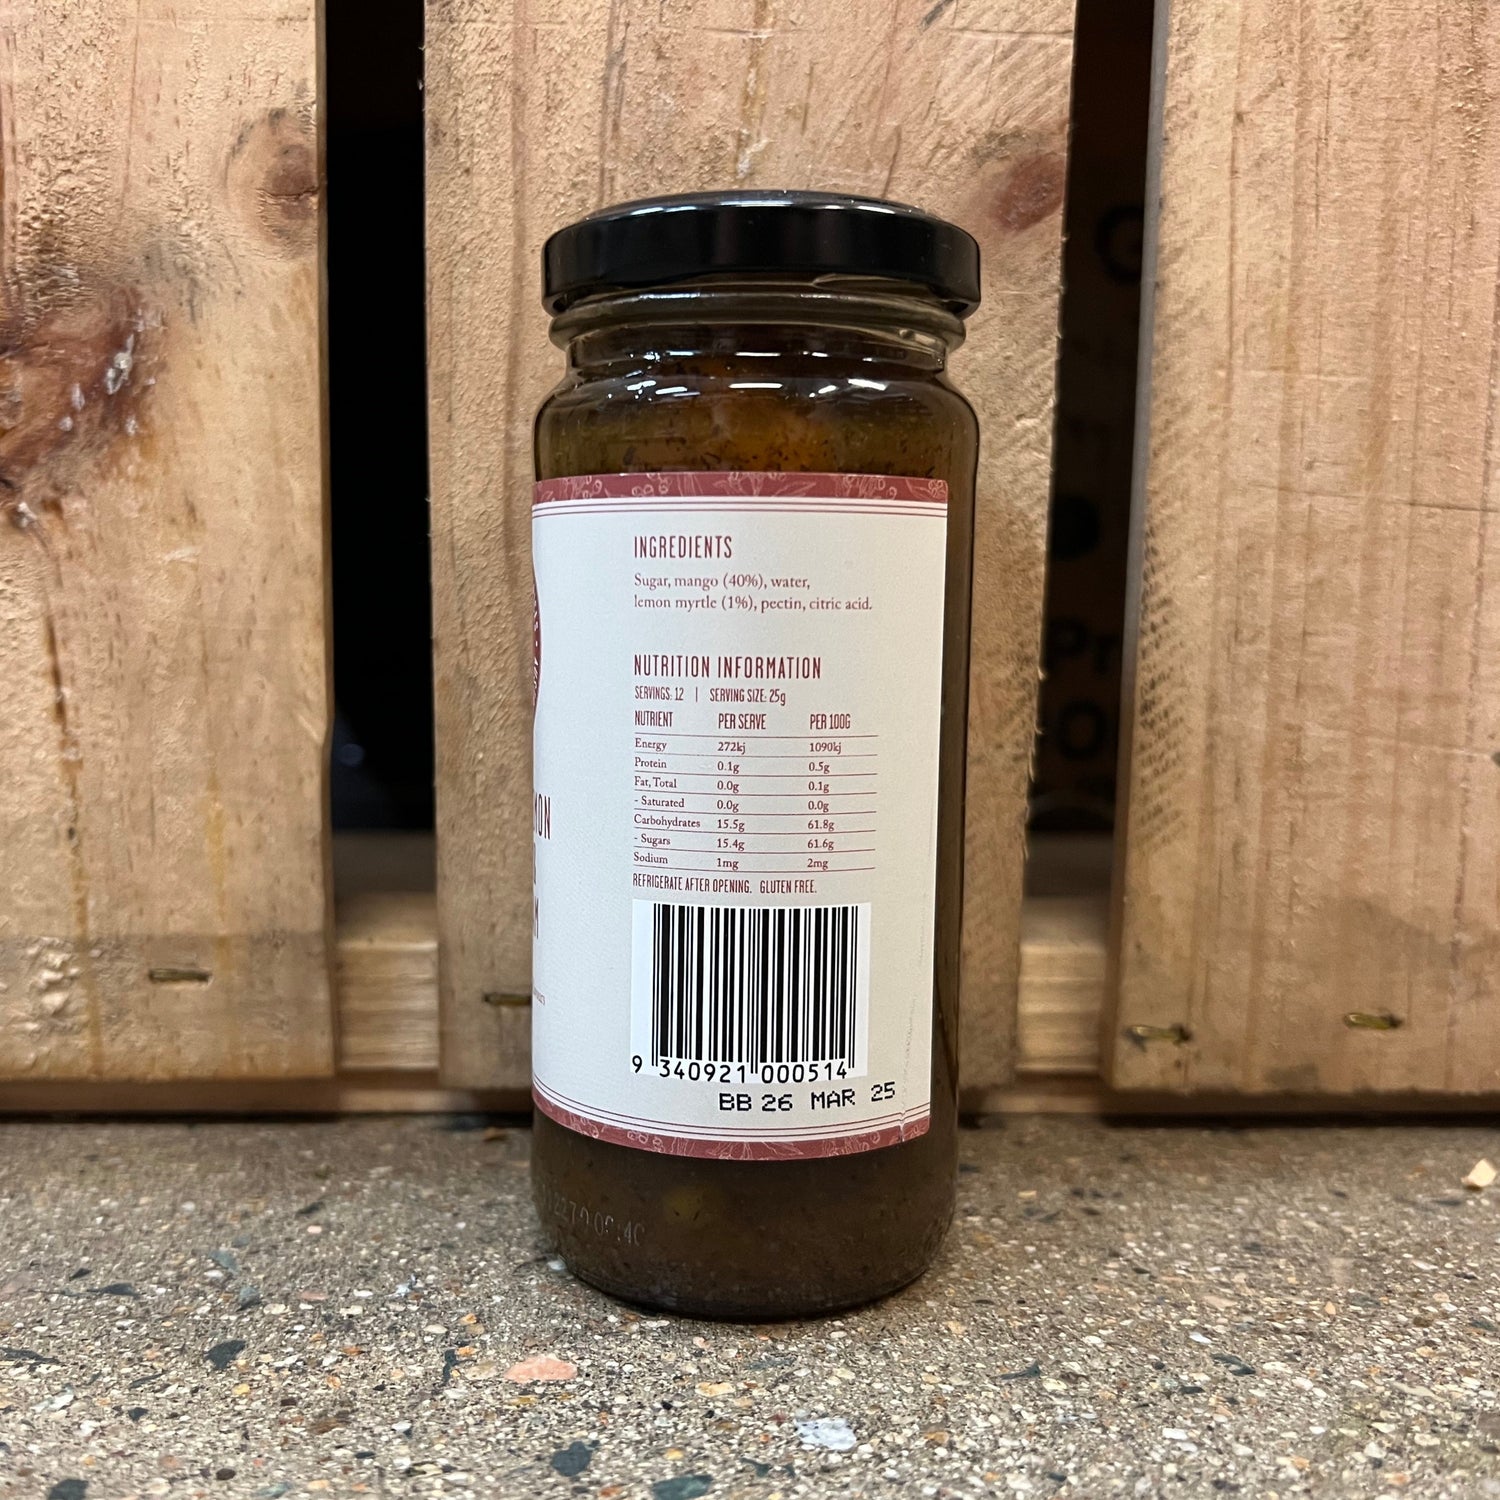 INGREDIENTS
Sugar, mango (40%), water,
lemon myrtle (1%), pectin, citric acid.
NUTRITION INFORMATION
SERVINGS: 12 | SERVING SIZE: 25g
NUTRIENT PER SERVE PER 100G
Energy 272kj 1090kj
Protein 0.1g 0.5g
Fat, Total 0.0g 0.1g
- Saturated 0.0g 0.0g
Carbohydrates 15.5g 61.8g
- Sugars 15.4g 61.6g
Sodium 1mg 2mg
REFRIGERATE AFTER OPENING. GLUTEN FREE.
9 340921 000514
BB 26 MAR 25